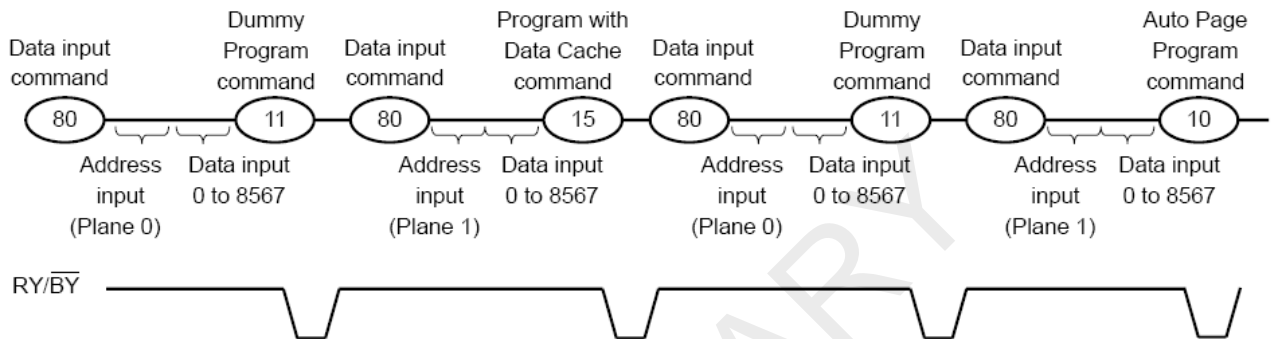 Dummy
Program with
Dummy
Auto Page
Data input
Program
Data input
Data Cache
Data input
Program
Data input
Program
command
command
command
command
command
command
command
command
80
11
80
15
80
11
80
10
Address
Data input
Address
Data input
Address
Data input
Address
Data input
input
0 to 8567
input
0 to 8567
input
0 to 8567
input
0 to 8567
(Plane 0)
(Plane 1)
(Plane 0)
(Plane 1)
RY/BY
ARY